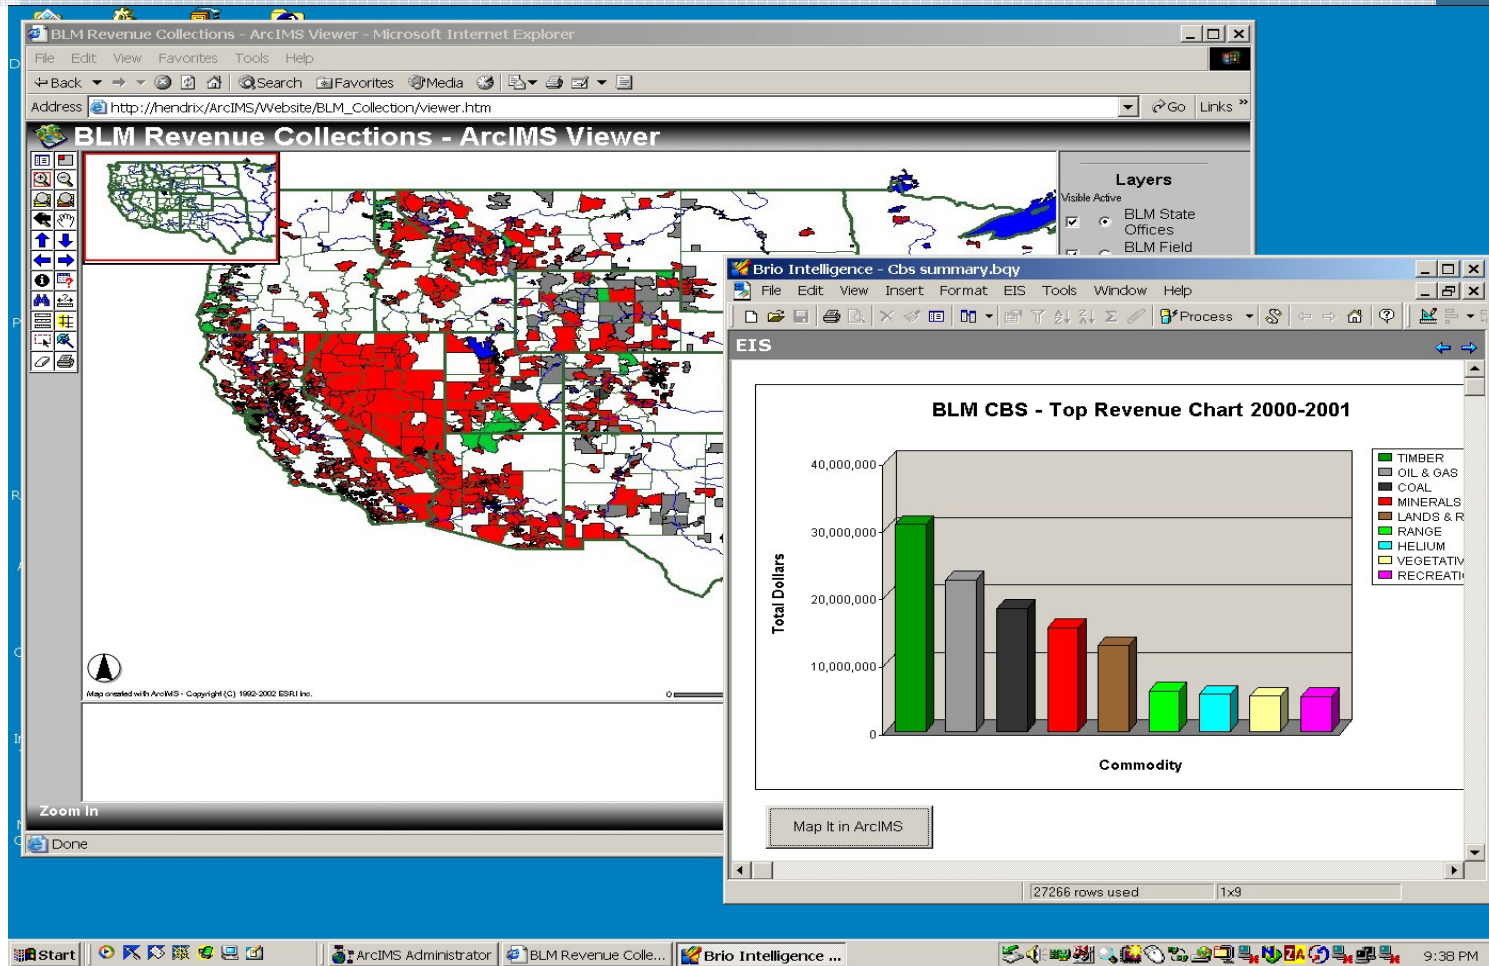 BLM Revenue Collections - ArcIMS Viewer - Microsoft Internet Explorer
File Edit View Favorites Tools Help
Back Search Favorites Media
Address http://hendrix/ArcIMS/Website/BLM_Collection/viewer.htm Go Links »
BLM Revenue Collections - ArcIMS Viewer
Layers
Visible Active
BLM State
Offices
BLM Field
Map created with ArcIMS - Copyright (C) 1992-2002 ESRI Inc.
0
Zoom In
Done
Brio Intelligence - Cbs summary.bqy
File Edit View Insert Format EIS Tools Window Help
Process
EIS
BLM CBS - Top Revenue Chart 2000-2001
Total Dollars
40,000,000
30,000,000
20,000,000
10,000,000
0
Commodity
TIMBER
OIL & GAS
COAL
MINERALS
LANDS & R
RANGE
HELIUM
VEGETATIV
RECREATI
Map It in ArcIMS
27266 rows used 1x9
Start ArcIMS Administrator BLM Revenue Colle... Brio Intelligence ... 9:38 PM